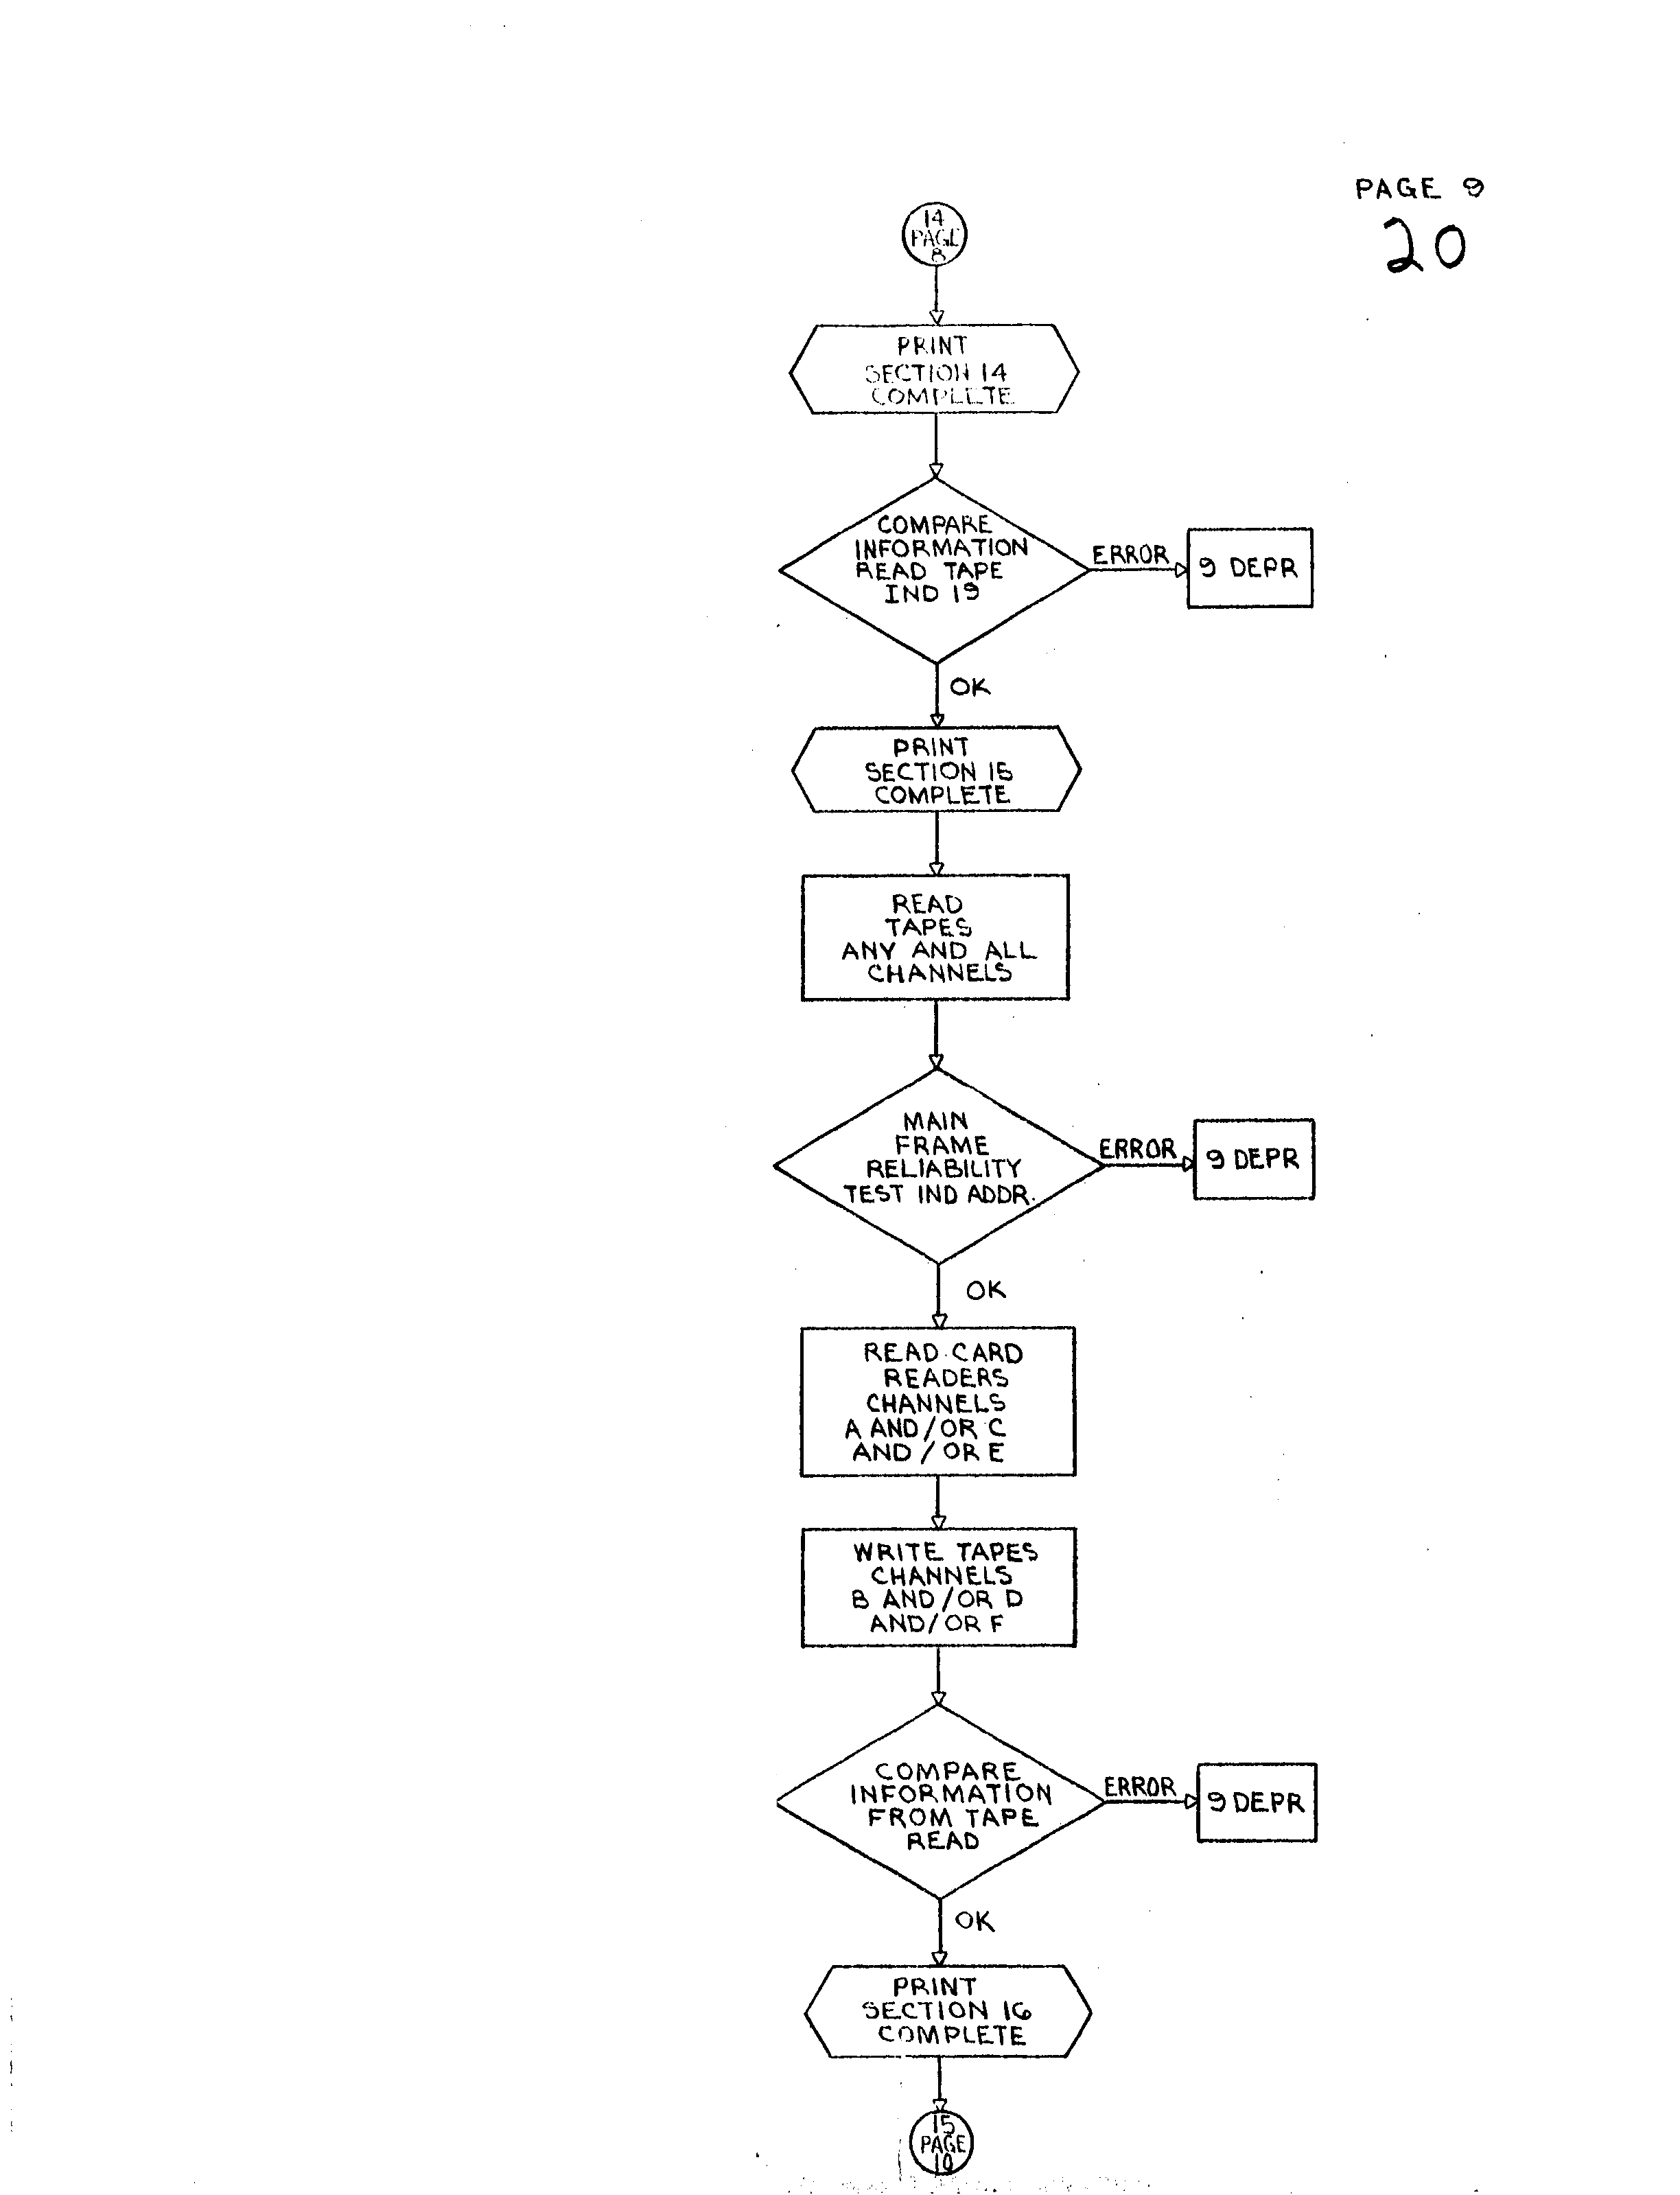 PAGE 9
20
14
PAGE
8
PRINT
SECTION 14
COMPLETE
COMPARE
INFORMATION
READ TAPE
IND 19
ERROR
9 DEPR
OK
PRINT
SECTION 15
COMPLETE
READ
TAPES
ANY AND ALL
CHANNELS
MAIN
FRAME
RELIABILITY
TEST IND ADDR.
ERROR
9 DEPR
OK
READ CARD
READERS
CHANNELS
A AND/OR C
AND/OR E
WRITE TAPES
CHANNELS
B AND/OR D
AND/OR F
COMPARE
INFORMATION
FROM TAPE
READ
ERROR
9 DEPR
OK
PRINT
SECTION 16
COMPLETE
15
PAGE
10